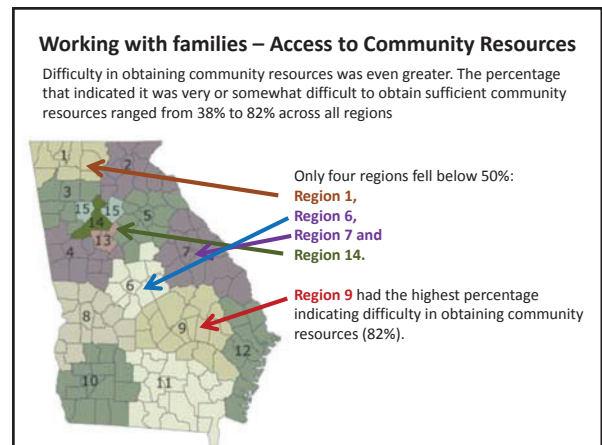 Working with families – Access to Community Resources
Difficulty in obtaining community resources was even greater. The percentage
that indicated it was very or somewhat difficult to obtain sufficient community
resources ranged from 38% to 82% across all regions
Only four regions fell below 50%:
Region 1,
Region 6,
Region 7 and
Region 14.
Region 9 had the highest percentage
indicating difficulty in obtaining community
resources (82%).
1
2
3
15
15
14
5
13
4
7
6
8
9
12
10
11